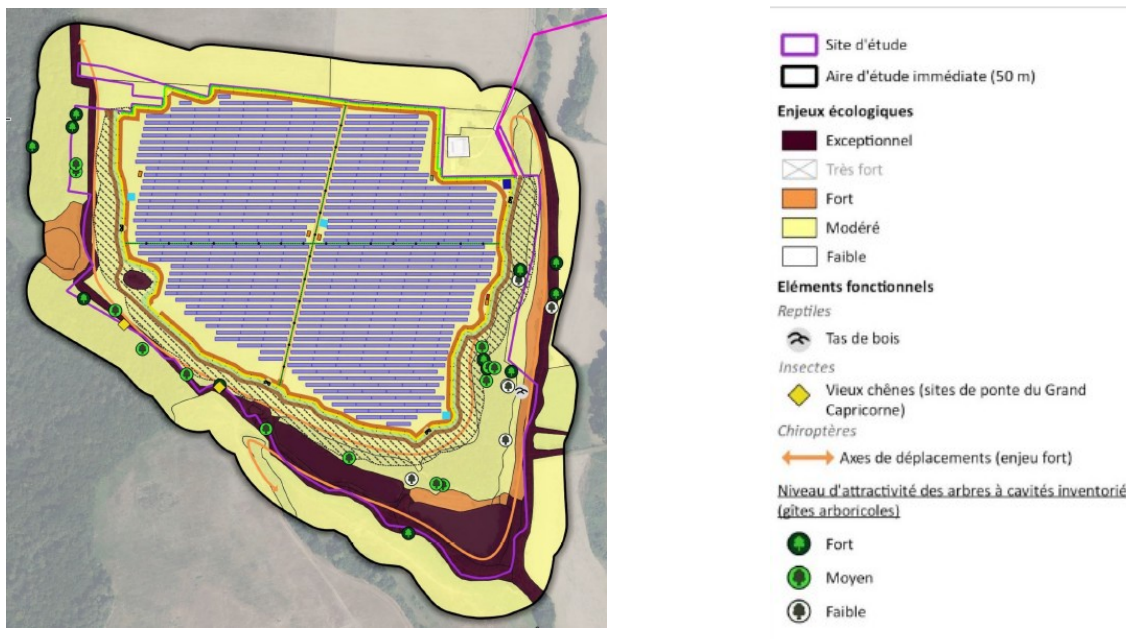 Site d'étude
Aire d'étude immédiate (50 m)
Enjeux écologiques
Exceptionnel
Très fort
Fort
Modéré
Faible
Eléments fonctionnels
Reptiles
Tas de bois
Insectes
Vieux chênes (sites de ponte du Grand
Capricorne)
Chiroptères
Axes de déplacements (enjeu fort)
Niveau d'attractivité des arbres à cavités inventorié
(gîtes arboricoles)
Fort
Moyen
Faible